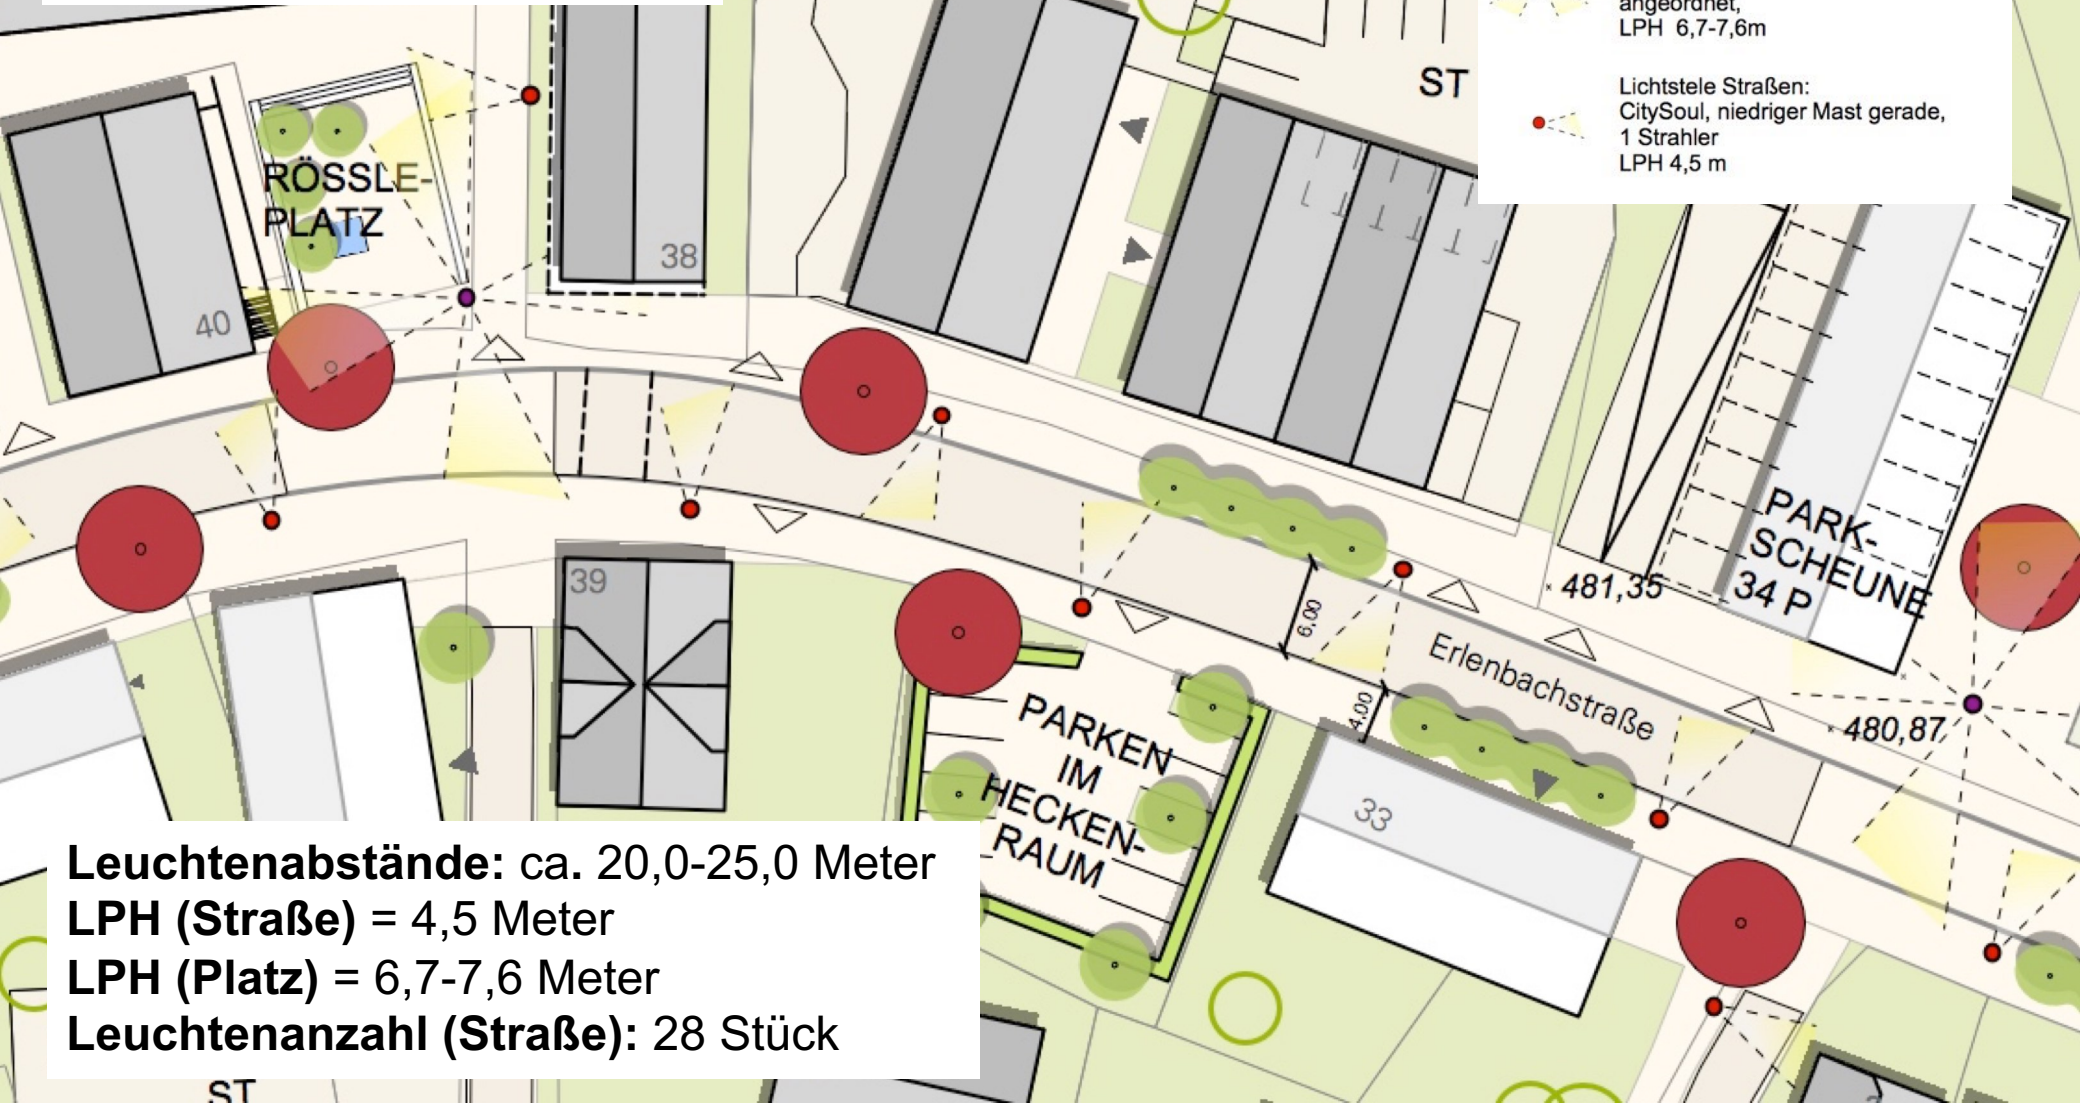 angeordnet,
LPH 6,7-7,6m
Lichtstele Straßen:
CitySoul, niedriger Mast gerade,
1 Strahler
LPH 4,5 m
ST
RÖSSLE-
PLATZ
38
40
39
PARK-
SCHEUNE
34 P
481,35
6,00
Erlenbachstraße
4,00
480,87
PARKEN
IM
HECKEN-
RAUM
33
Leuchtenabstände: ca. 20,0-25,0 Meter
LPH (Straße) = 4,5 Meter
LPH (Platz) = 6,7-7,6 Meter
Leuchtenanzahl (Straße): 28 Stück
ST